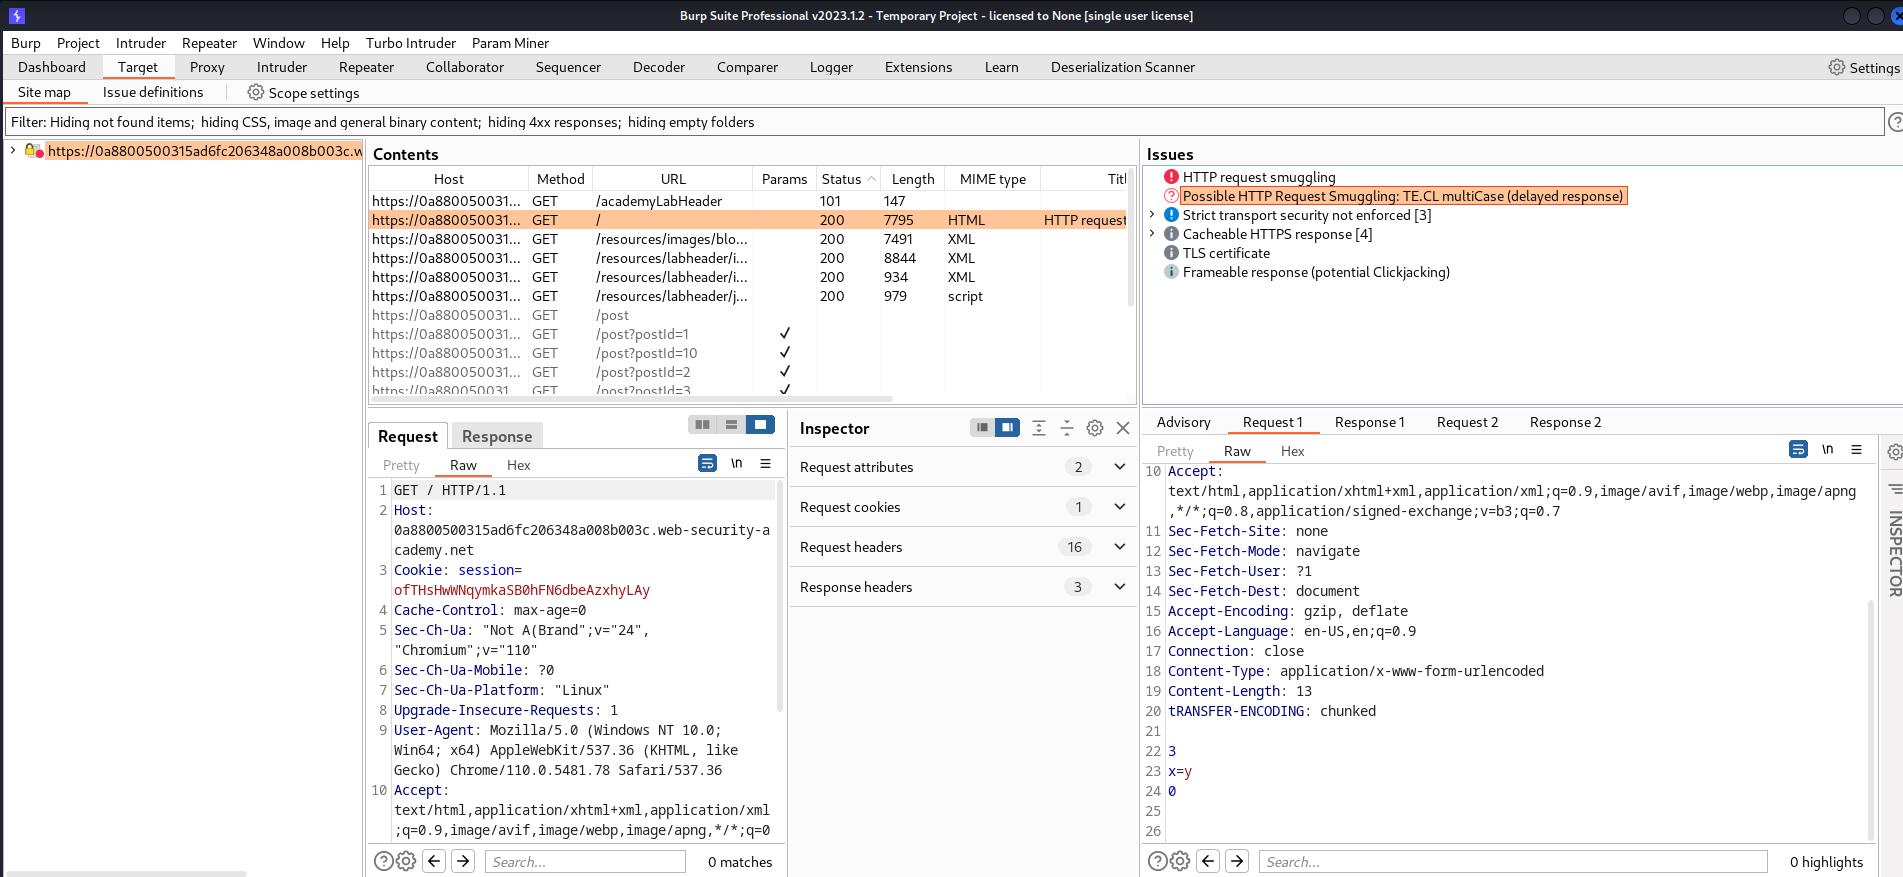 Burp Suite Professional v2023.1.2 - Temporary Project - licensed to None [single user license]
Burp Project Intruder Repeater Window Help Turbo Intruder Param Miner
Dashboard Target Proxy Intruder Repeater Collaborator Sequencer Decoder Comparer Logger Extensions Learn Deserialization Scanner Settings
Site map Issue definitions Scope settings
Filter: Hiding not found items; hiding CSS, image and general binary content; hiding 4xx responses; hiding empty folders
https://0a8800500315ad6fc206348a008b003c.w
Contents
Host Method URL Params Status Length MIME type Titl
https://0a880050031... GET /academyLabHeader 101 147
https://0a880050031... GET / 200 7795 HTML HTTP request
https://0a880050031... GET /resources/images/blo... 200 7491 XML
https://0a880050031... GET /resources/labheader/i... 200 8844 XML
https://0a880050031... GET /resources/labheader/i... 200 934 XML
https://0a880050031... GET /resources/labheader/j... 200 979 script
https://0a880050031... GET /post
https://0a880050031... GET /post?postId=1 ✓
https://0a880050031... GET /post?postId=10 ✓
https://0a880050031... GET /post?postId=2 ✓
https://0a880050031... GET /post?postId=3 ✓
Issues
HTTP request smuggling
Possible HTTP Request Smuggling: TE.CL multiCase (delayed response)
Strict transport security not enforced [3]
Cacheable HTTPS response [4]
TLS certificate
Frameable response (potential Clickjacking)
Request Response
Pretty Raw Hex \n
1 GET / HTTP/1.1
2 Host:
0a8800500315ad6fc206348a008b003c.web-security-a
cademy.net
3 Cookie: session=
ofTHsHwWNqymkaSB0hFN6dbeAzxhyLAy
4 Cache-Control: max-age=0
5 Sec-Ch-Ua: "Not A(Brand";v="24",
"Chromium";v="110"
6 Sec-Ch-Ua-Mobile: ?0
7 Sec-Ch-Ua-Platform: "Linux"
8 Upgrade-Insecure-Requests: 1
9 User-Agent: Mozilla/5.0 (Windows NT 10.0;
Win64; x64) AppleWebKit/537.36 (KHTML, like
Gecko) Chrome/110.0.5481.78 Safari/537.36
10 Accept:
text/html,application/xhtml+xml,application/xml
;q=0.9,image/avif,image/webp,image/apng,*/*;q=0
Search... 0 matches
Inspector
Request attributes 2
Request cookies 1
Request headers 16
Response headers 3
Advisory Request 1 Response 1 Request 2 Response 2
Pretty Raw Hex \n
10 Accept:
text/html,application/xhtml+xml,application/xml;q=0.9,image/avif,image/webp,image/apng
,*/*;q=0.8,application/signed-exchange;v=b3;q=0.7
11 Sec-Fetch-Site: none
12 Sec-Fetch-Mode: navigate
13 Sec-Fetch-User: ?1
14 Sec-Fetch-Dest: document
15 Accept-Encoding: gzip, deflate
16 Accept-Language: en-US,en;q=0.9
17 Connection: close
18 Content-Type: application/x-www-form-urlencoded
19 Content-Length: 13
20 tRANSFER-ENCODING: chunked
21
22 3
23 x=y
24 0
25
26
Search... 0 highlights
INSPECTOR